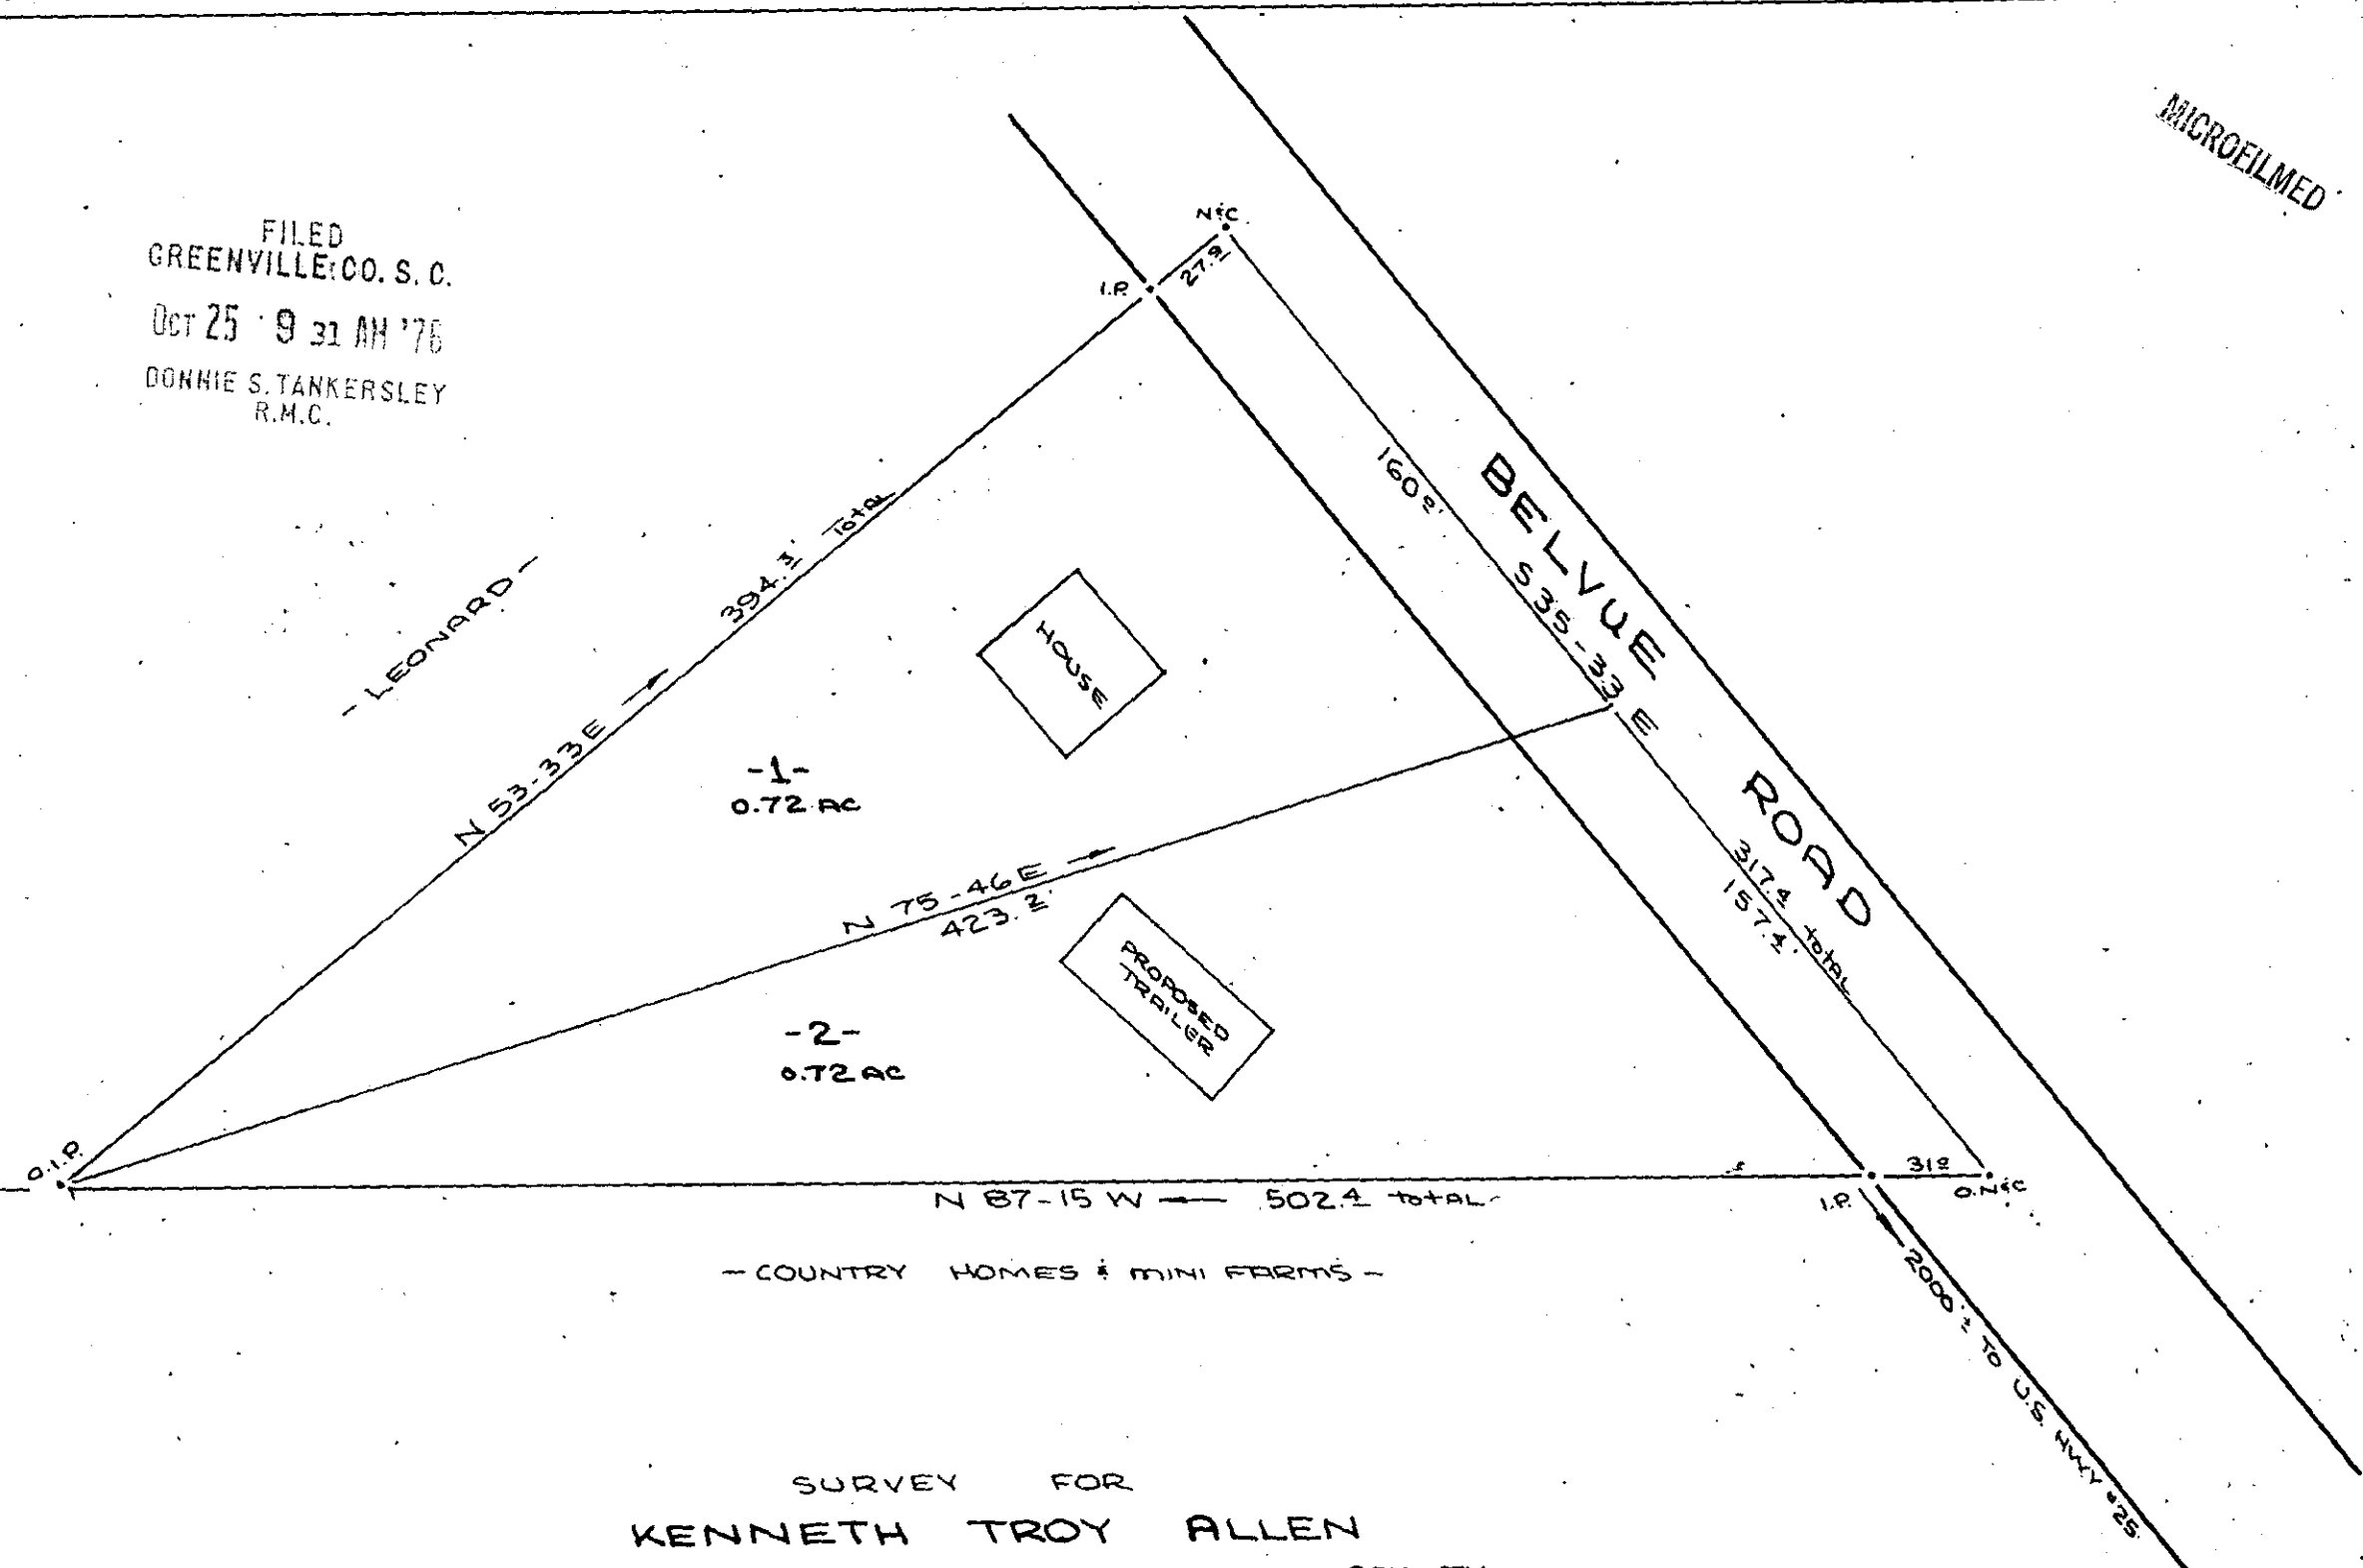 MICROFILMED
FILED
GREENVILLE CO. S. C.
OCT 25 9 31 AM '76
DONNIE S. TANKERSLEY
R.M.C.
N&C
27.9
I.P.
160.0'
BELVUE ROAD
S 35-33 E
394.3' TOTAL
- LEONARD -
N 53-33 E
HOUSE
-1-
0.72 AC
317.4 TOTAL
157.4'
N 75-46 E
423.2'
PROPOSED
TRAILER
-2-
0.72 AC
O.I.P.
31.0
O.N&C
I.P.
N 87-15 W 502.4 TOTAL
- COUNTRY HOMES & MINI FARMS -
2000' ± TO U.S. HWY #25
SURVEY FOR
KENNETH TROY ALLEN